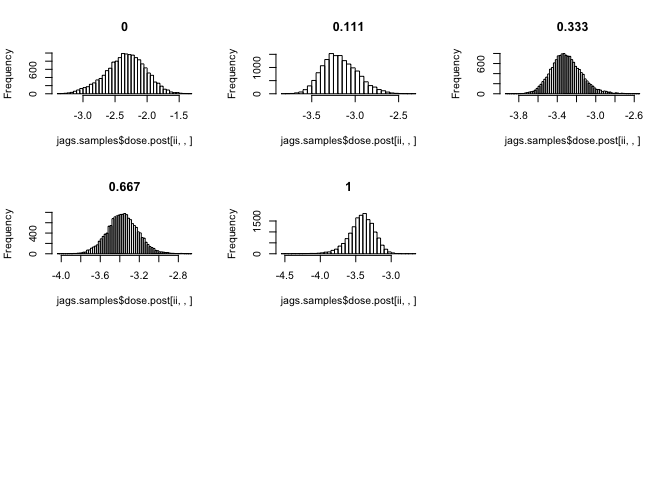 0
Frequency
0 600
-3.0 -2.5 -2.0 -1.5
jags.samples$dose.post[ii, , ]
0.111
Frequency
0 1000
-3.5 -3.0 -2.5
jags.samples$dose.post[ii, , ]
0.333
Frequency
0 600
-3.8 -3.4 -3.0 -2.6
jags.samples$dose.post[ii, , ]
0.667
Frequency
0 400
-4.0 -3.6 -3.2 -2.8
jags.samples$dose.post[ii, , ]
1
Frequency
0 1500
-4.5 -4.0 -3.5 -3.0
jags.samples$dose.post[ii, , ]